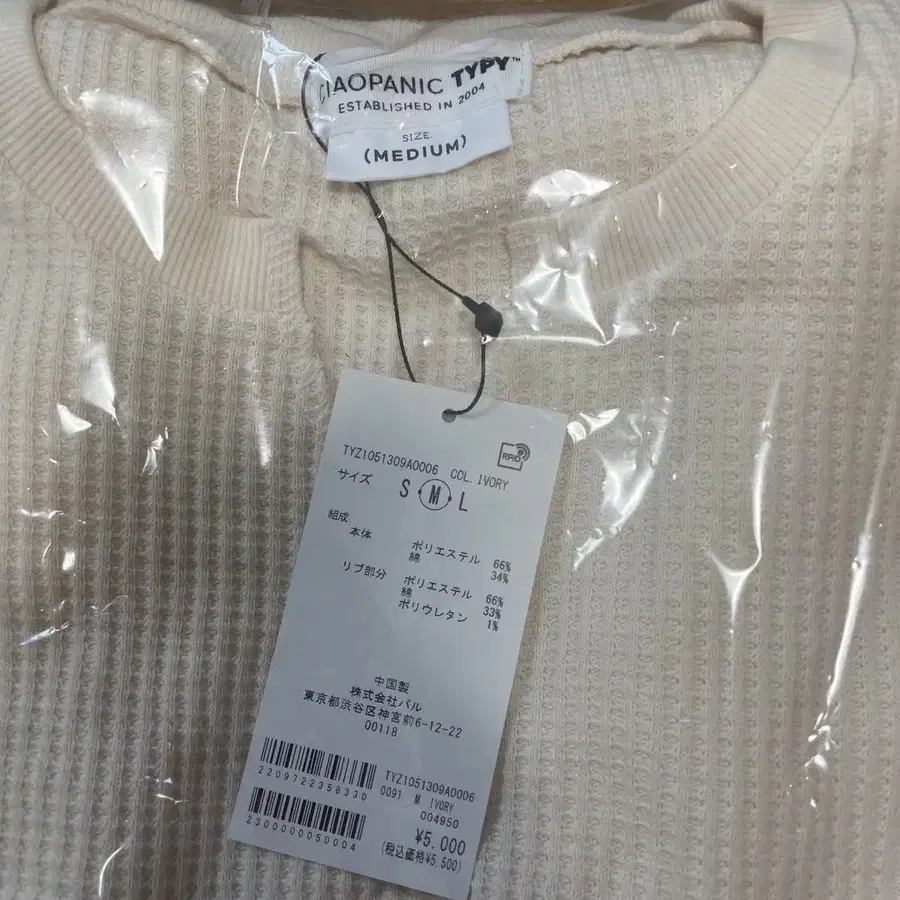 CIAOPANIC TYPY™
ESTABLISHED IN 2004
SIZE.
(MEDIUM)
RFID
TYZ1051309A0006 COL. IVORY
サイズ S M L
組成
本体 ポリエステル 66%
綿 34%
リブ部分 ポリエステル 66%
綿 33%
ポリウレタン 1%
中国製
株式会社パル
東京都渋谷区神宮前6-12-22
00118
2209722358330
TYZ1051309A0006
0091 M IVORY
004950
2300000050004
¥5,000
(税込価格¥5,500)